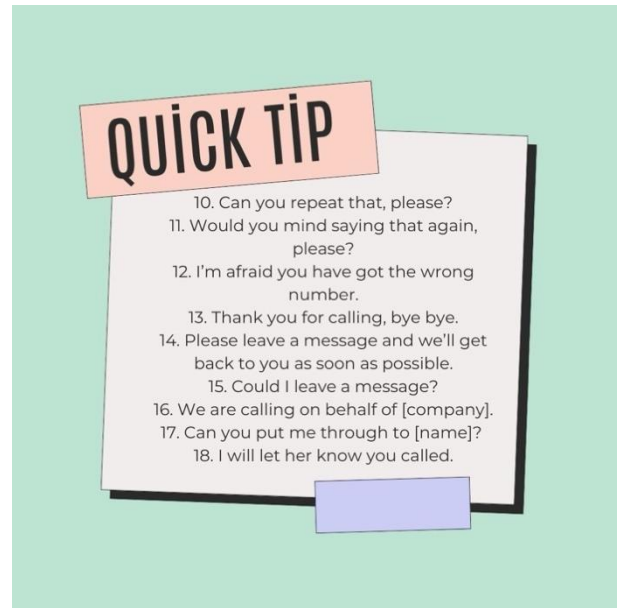 QUİCK TİP
10. Can you repeat that, please?
11. Would you mind saying that again,
please?
12. I'm afraid you have got the wrong
number.
13. Thank you for calling, bye bye.
14. Please leave a message and we'll get
back to you as soon as possible.
15. Could I leave a message?
16. We are calling on behalf of [company].
17. Can you put me through to [name]?
18. I will let her know you called.